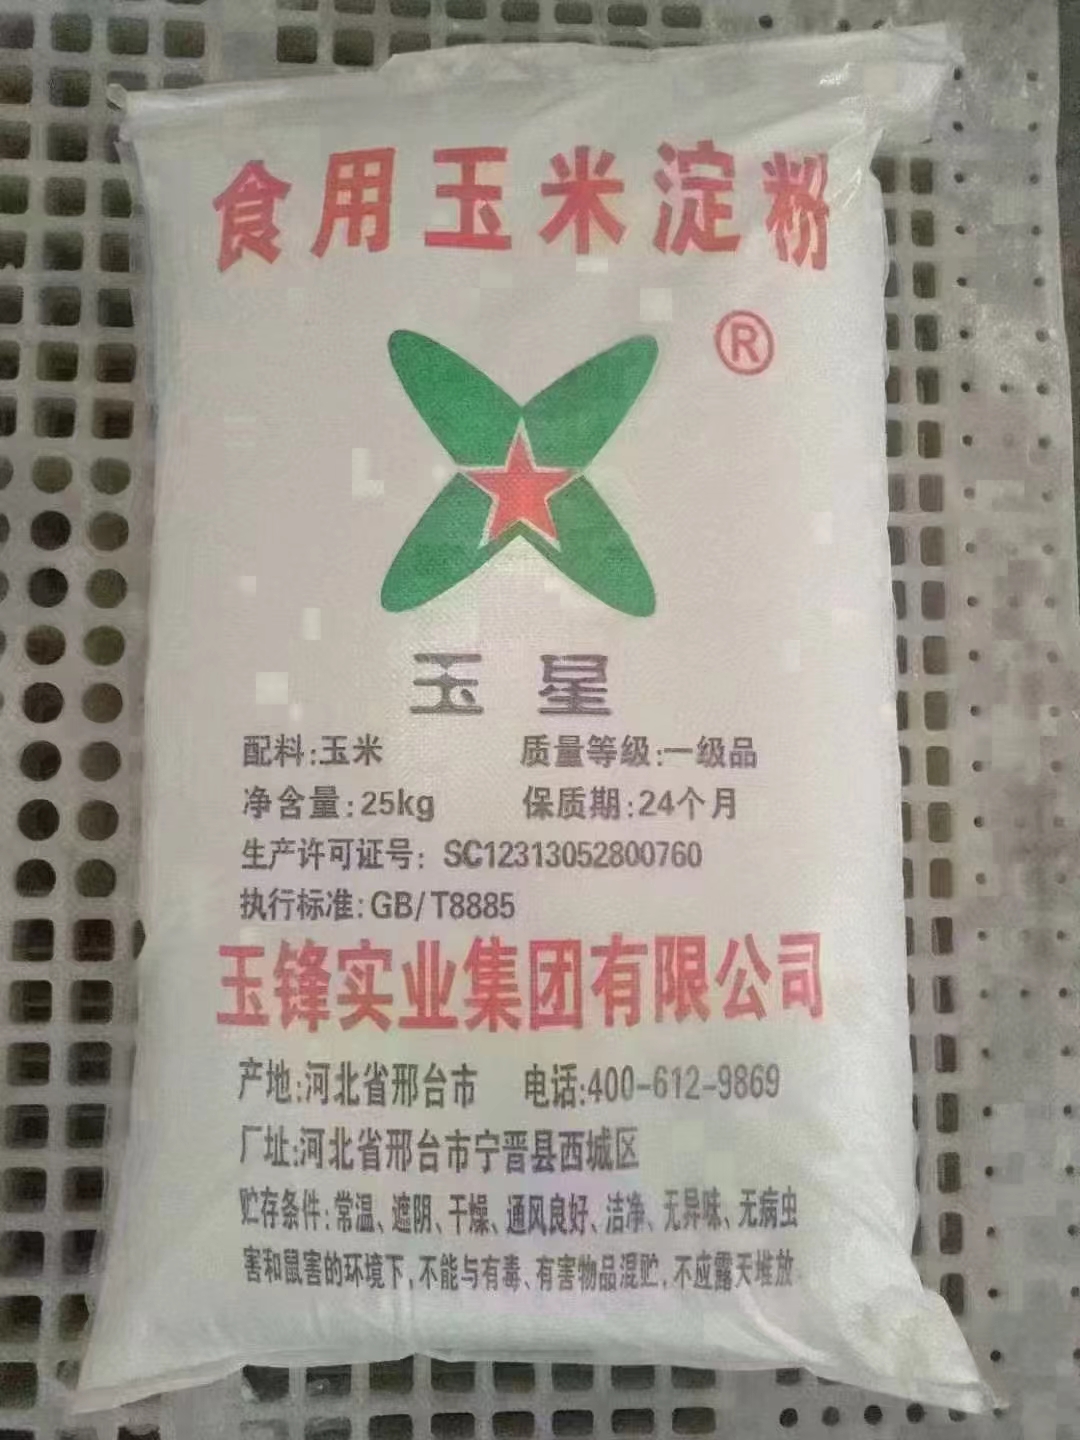 食用玉米淀粉
®
玉星
配料:玉米 质量等级:一级品
净含量:25kg 保质期:24个月
生产许可证号: SC12313052800760
执行标准:GB/T8885
玉锋实业集团有限公司
产地:河北省邢台市 电话:400-612-9869
厂址:河北省邢台市宁晋县西城区
贮存条件:常温、遮阴、干燥、通风良好、洁净、无异味、无病虫
害和鼠害的环境下,不能与有毒、有害物品混贮,不应露天堆放.